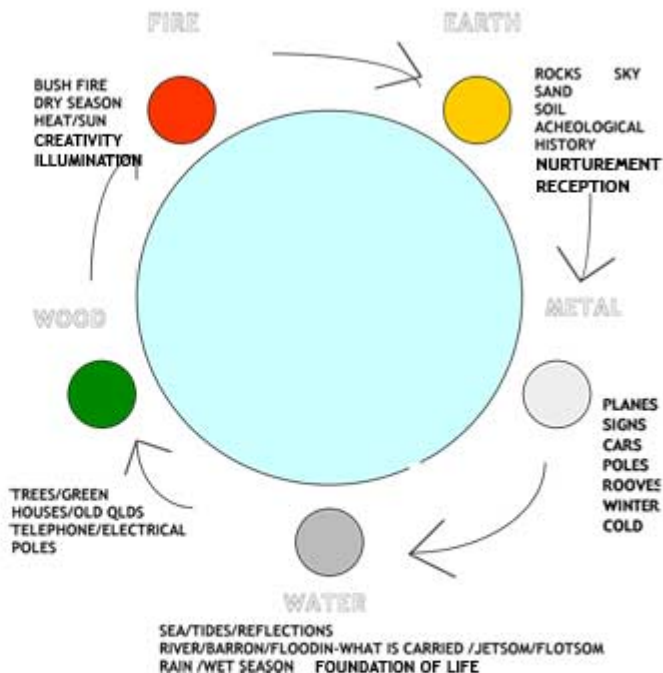 FIRE
EARTH
BUSH FIRE
DRY SEASON
HEAT/SUN
CREATIVITY
ILLUMINATION
ROCKS SKY
SAND
SOIL
ACHEOLOGICAL
HISTORY
NURTUREMENT
RECEPTION
WOOD
METAL
PLANES
SIGNS
CARS
POLES
ROOVES
WINTER
COLD
TREES/GREEN
HOUSES/OLD QLDS
TELEPHONE/ELECTRICAL
POLES
WATER
SEA/TIDES/REFLECTIONS
RIVER/BARRON/FLOODIN-WHAT IS CARRIED /JETSOM/FLOTSOM
RAIN /WET SEASON FOUNDATION OF LIFE